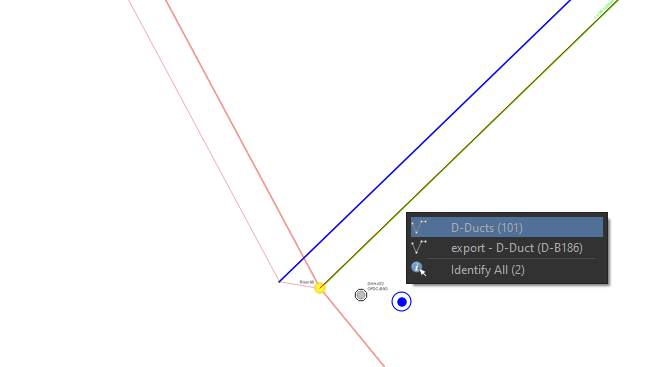 D-Ducts (101)
export - D-Duct (D-B186)
Identify All (2)